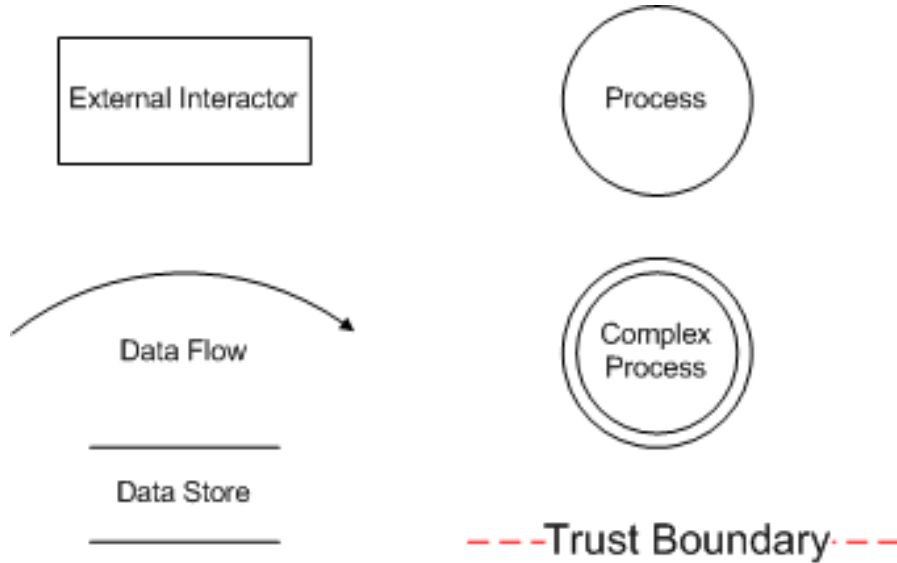 External Interactor
Process
Data Flow
Complex
Process
Data Store
Trust Boundary